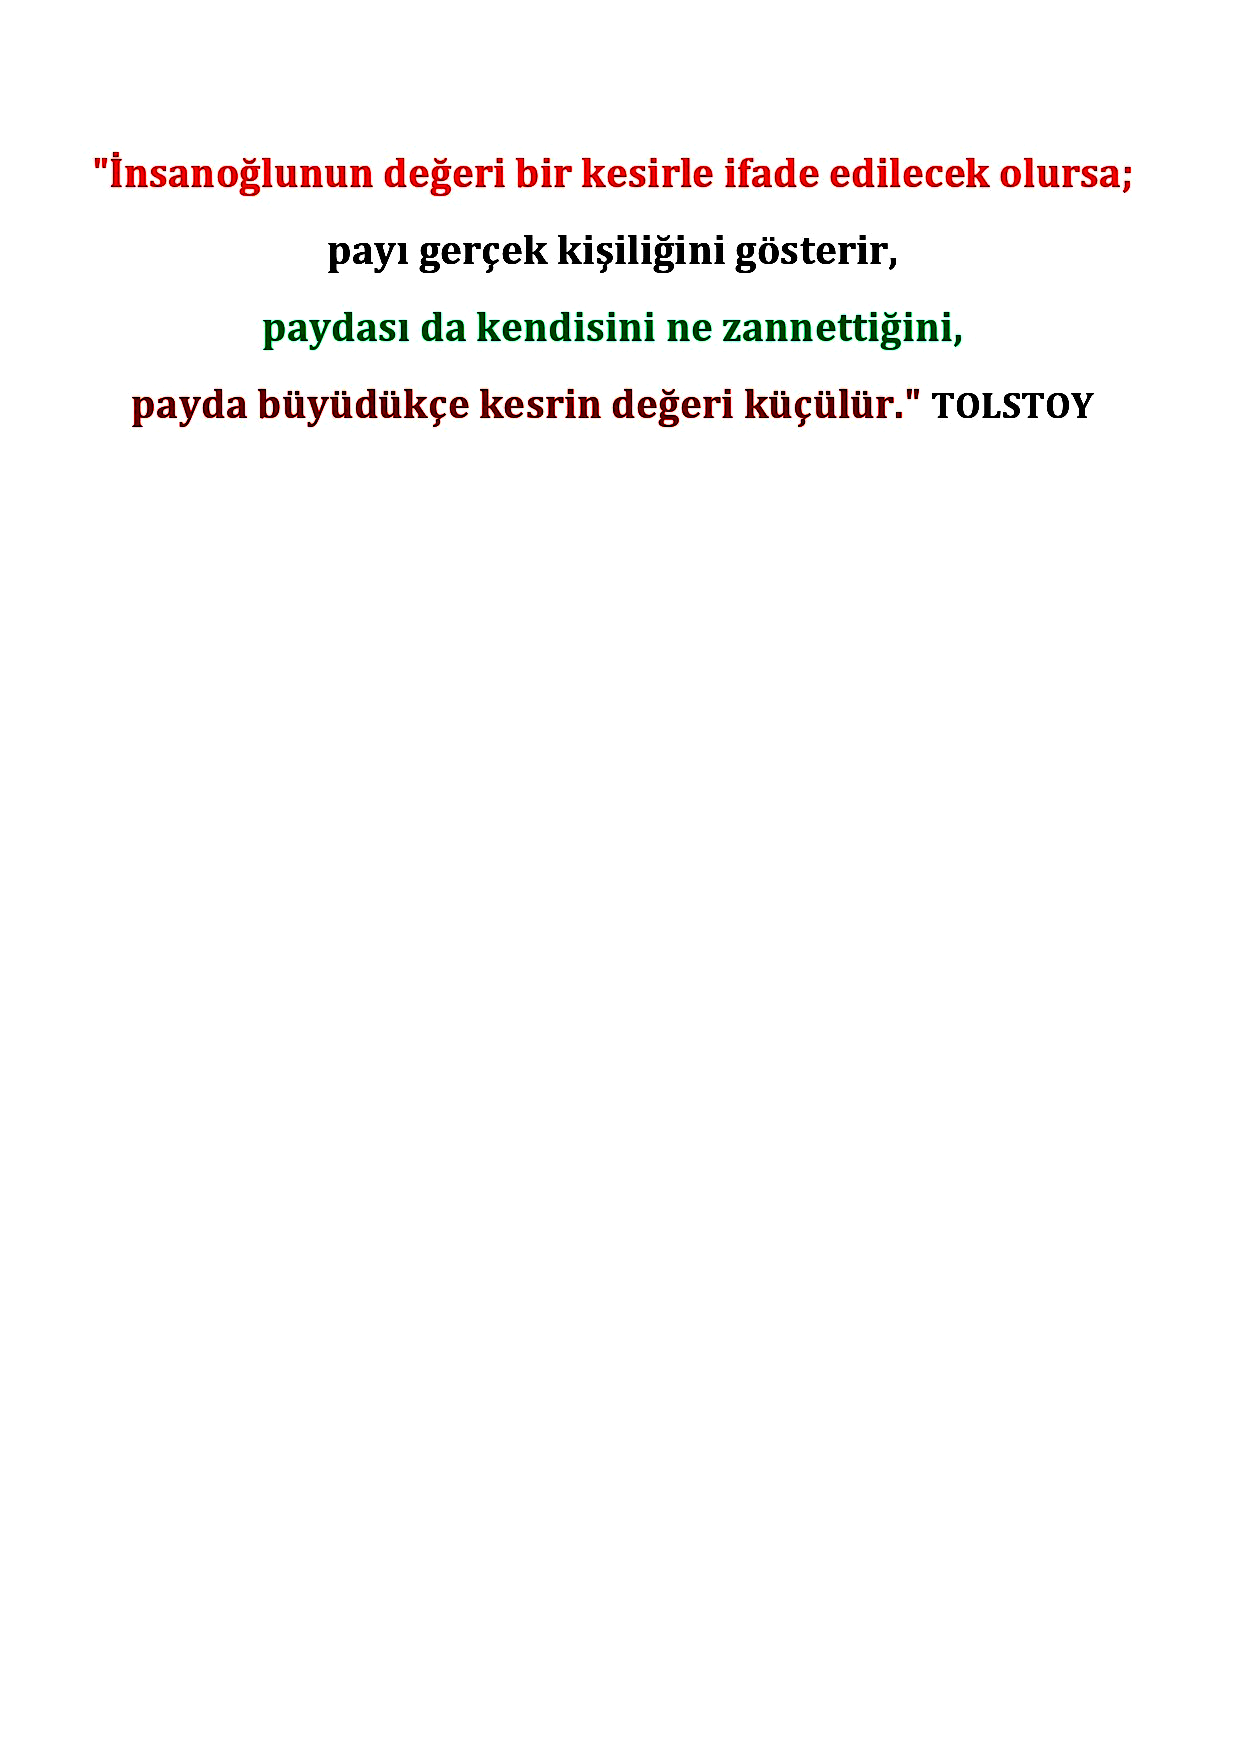 "İnsanoğlunun değeri bir kesirle ifade edilecek olursa;
payı gerçek kişiliğini gösterir,
paydası da kendisini ne zannettiğini,
payda büyüdükçe kesrin değeri küçülür." TOLSTOY